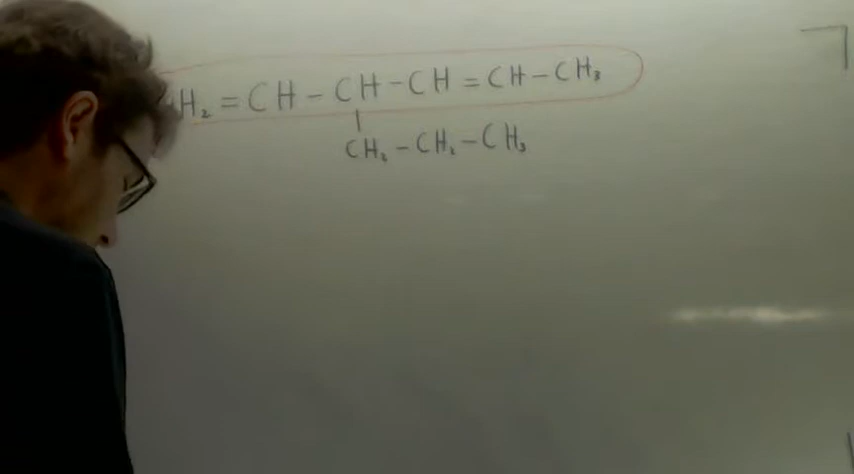 H₂ = CH - CH - CH = CH - CH₃
|
CH₂ - CH₂ - CH₃